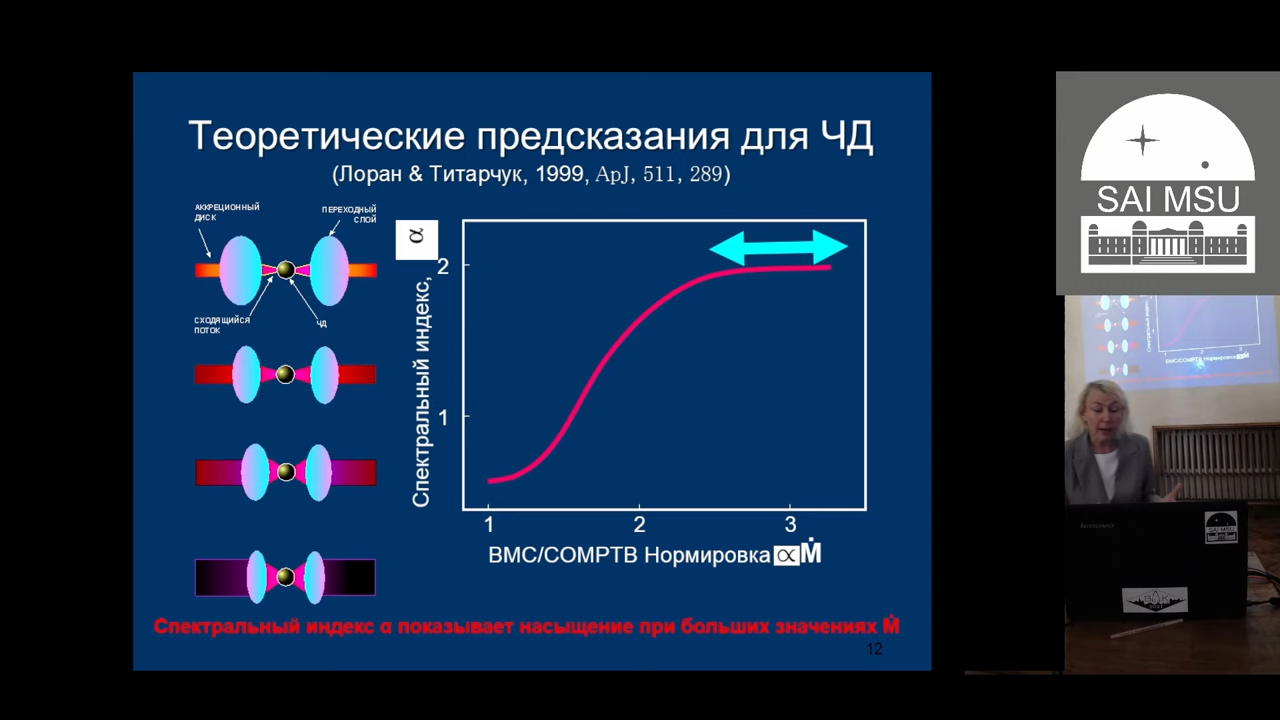 Теоретические предсказания для ЧД
(Лоран & Титарчук, 1999, ApJ, 511, 289)
АККРЕЦИОННЫЙ
ДИСК
ПЕРЕХОДНЫЙ
СЛОЙ
СХОДЯЩИЙСЯ
ПОТОК
ЧД
Спектральный индекс, α
2
1
1 2 3
BMC/COMPTB Нормировка ∝ Ṁ
Спектральный индекс α показывает насыщение при больших значениях Ṁ
12
SAI MSU